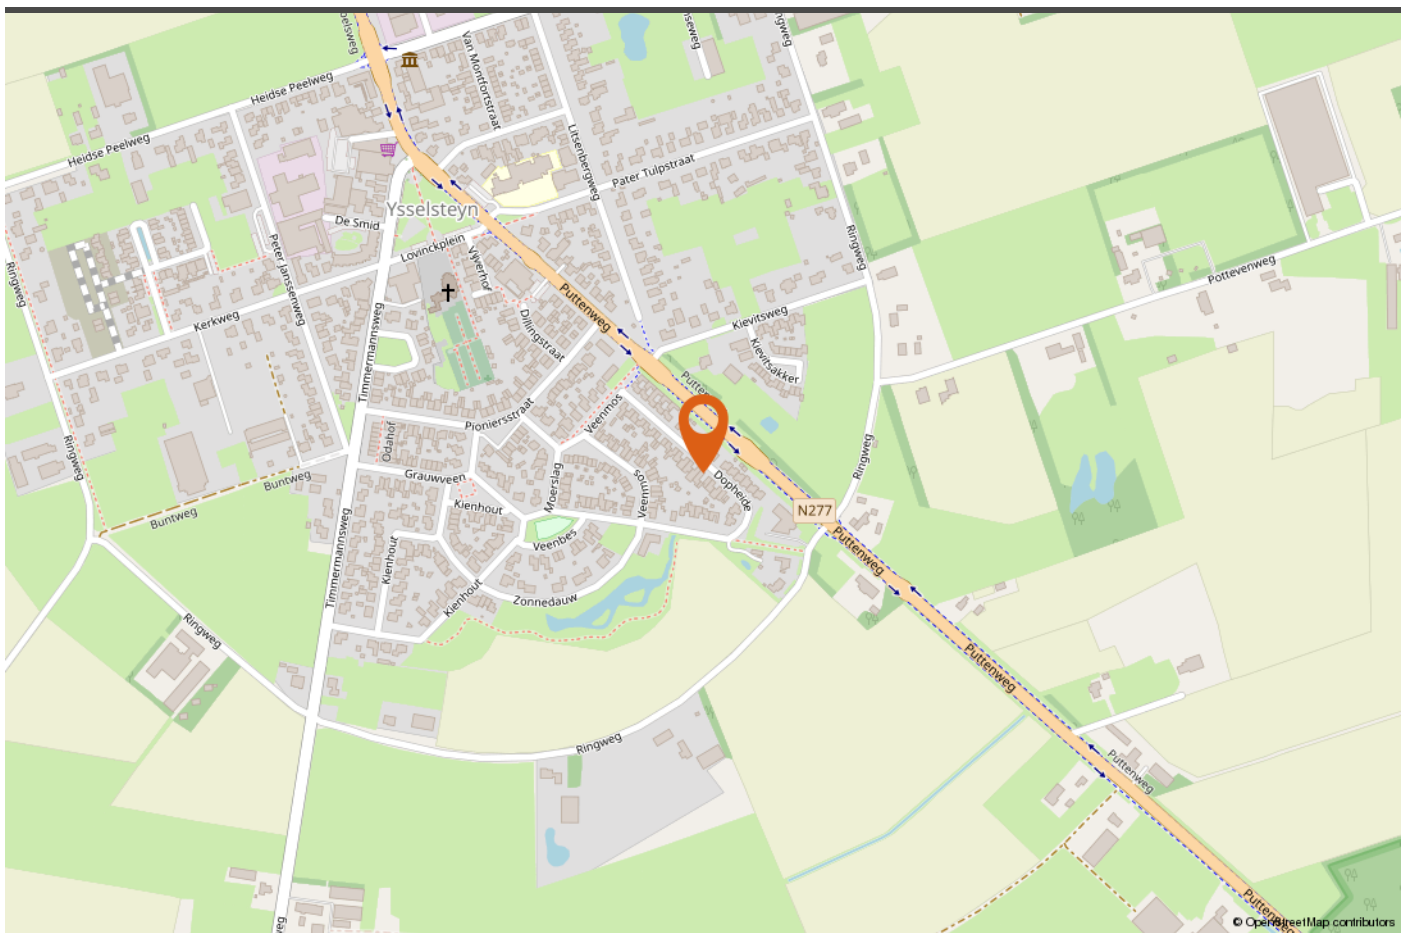 Heidse Peelweg
Van Montfortstraat
Heidse Peelweg
Litsenbergweg
Pater Tulpstraat
Ysselsteyn
De Smid
Lovinckplein
Vijverhof
Ringweg
Peter Janssenweg
Ringweg
Pottevenweg
Kerkweg
Puttenweg
Dillingstraat
Kievitsweg
Kievitsakker
Timmermannsweg
Pioniersstraat
Veenmos
Odahof
Ringweg
Ringweg
Grauwveen
Moerslag
Veenmos
Dopheide
Buntweg
Buntweg
Kienhout
N277
Timmermannsweg
Kienhout
Veenbes
Puttenweg
Kienhout
Zonnedauw
Ringweg
Puttenweg
Ringweg
Puttenweg
Puttenweg
© OpenStreetMap contributors